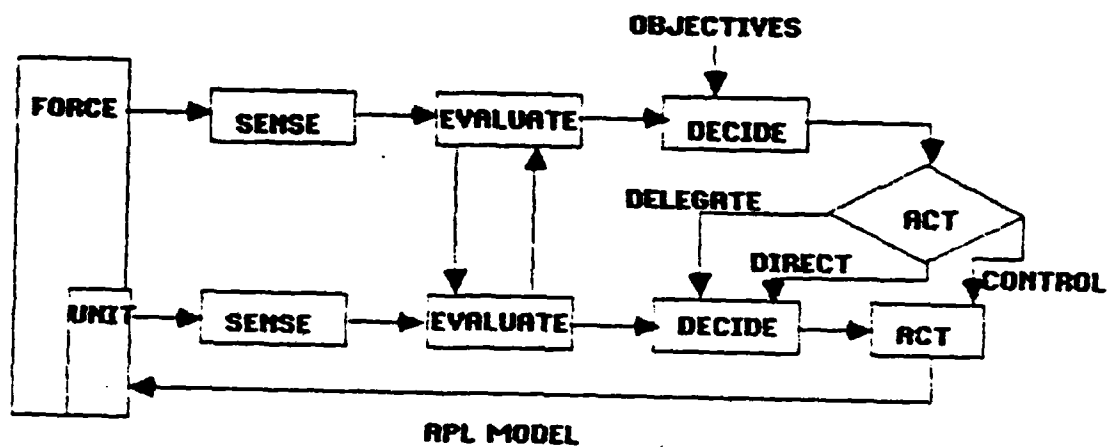 OBJECTIVES
FORCE
SENSE
EVALUATE
DECIDE
DELEGATE
ACT
DIRECT
CONTROL
UNIT
SENSE
EVALUATE
DECIDE
ACT
APL MODEL